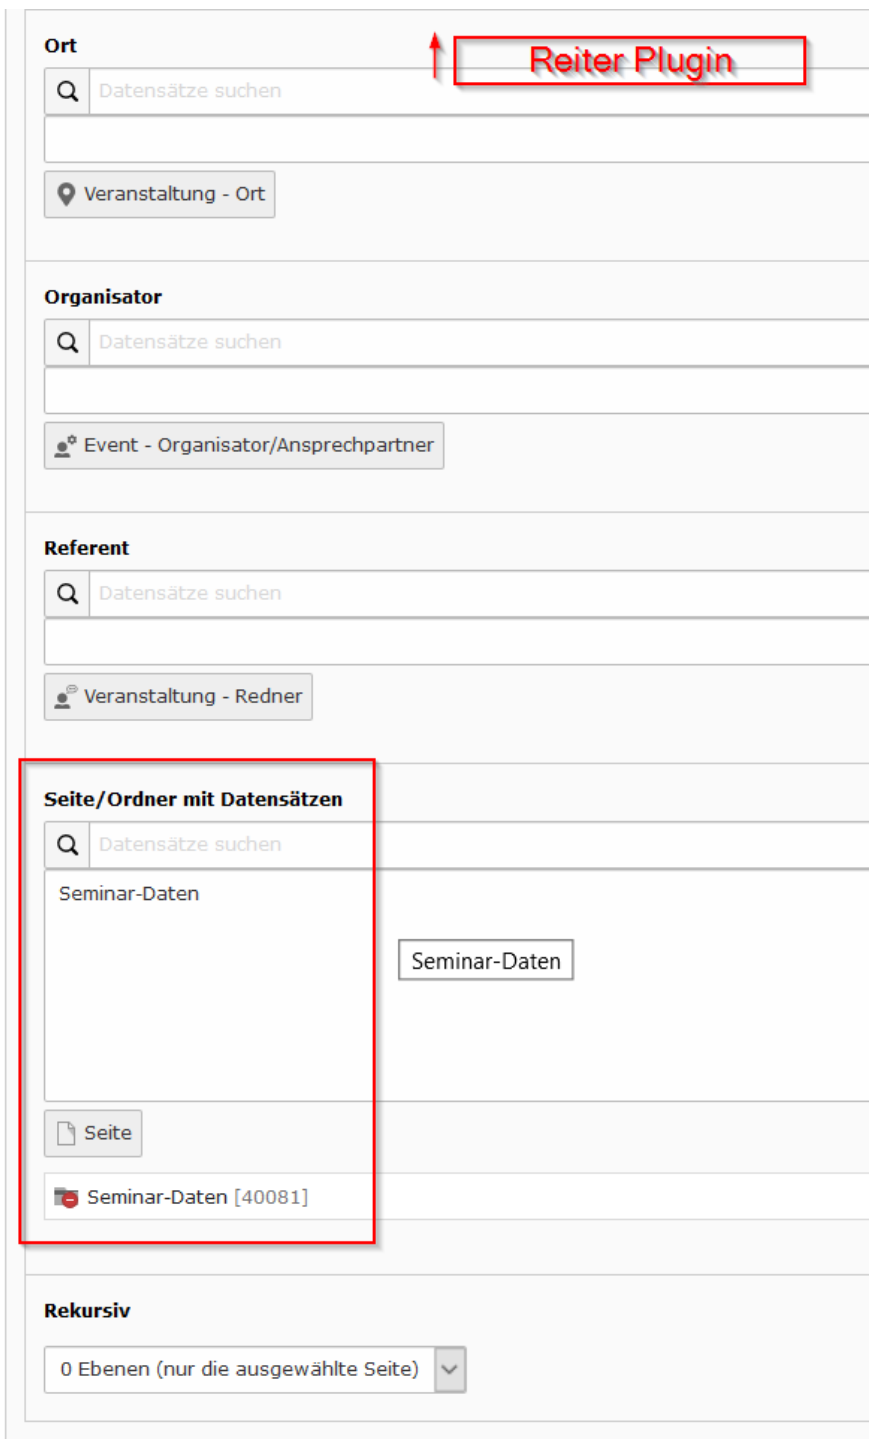 Ort
Reiter Plugin
Datensätze suchen
Veranstaltung - Ort
Organisator
Datensätze suchen
Event - Organisator/Ansprechpartner
Referent
Datensätze suchen
Veranstaltung - Redner
Seite/Ordner mit Datensätzen
Datensätze suchen
Seminar-Daten
Seminar-Daten
Seite
Seminar-Daten [40081]
Rekursiv
0 Ebenen (nur die ausgewählte Seite)